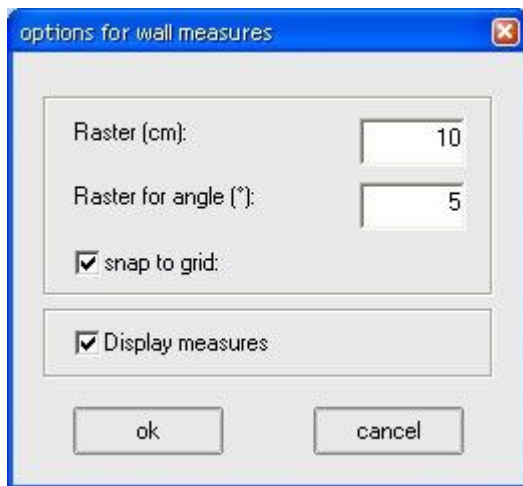 options for wall measures
Raster (cm): 10
Raster for angle (°): 5
snap to grid:
Display measures
ok cancel